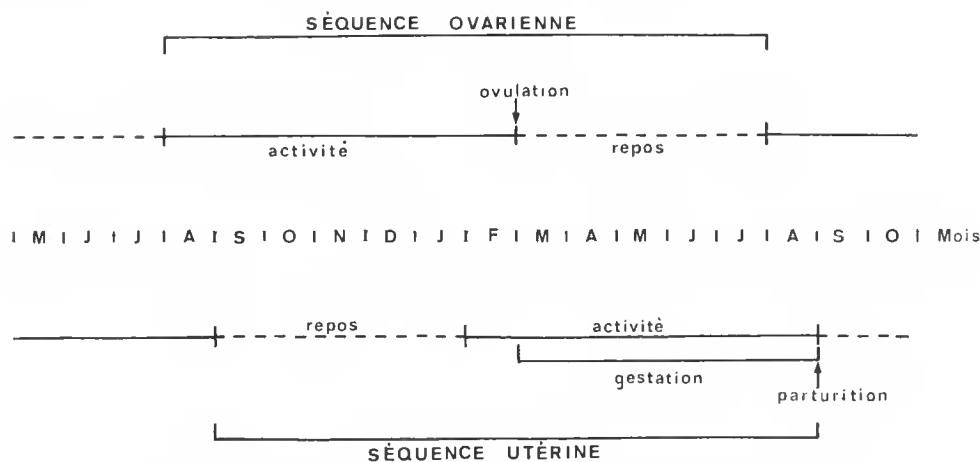 SÉQUENCE OVARIENNE
ovulation
activité
repos
M J J A S O N D J F M A M J J A S O Mois
repos
activité
gestation
parturition
SÉQUENCE UTÉRINE